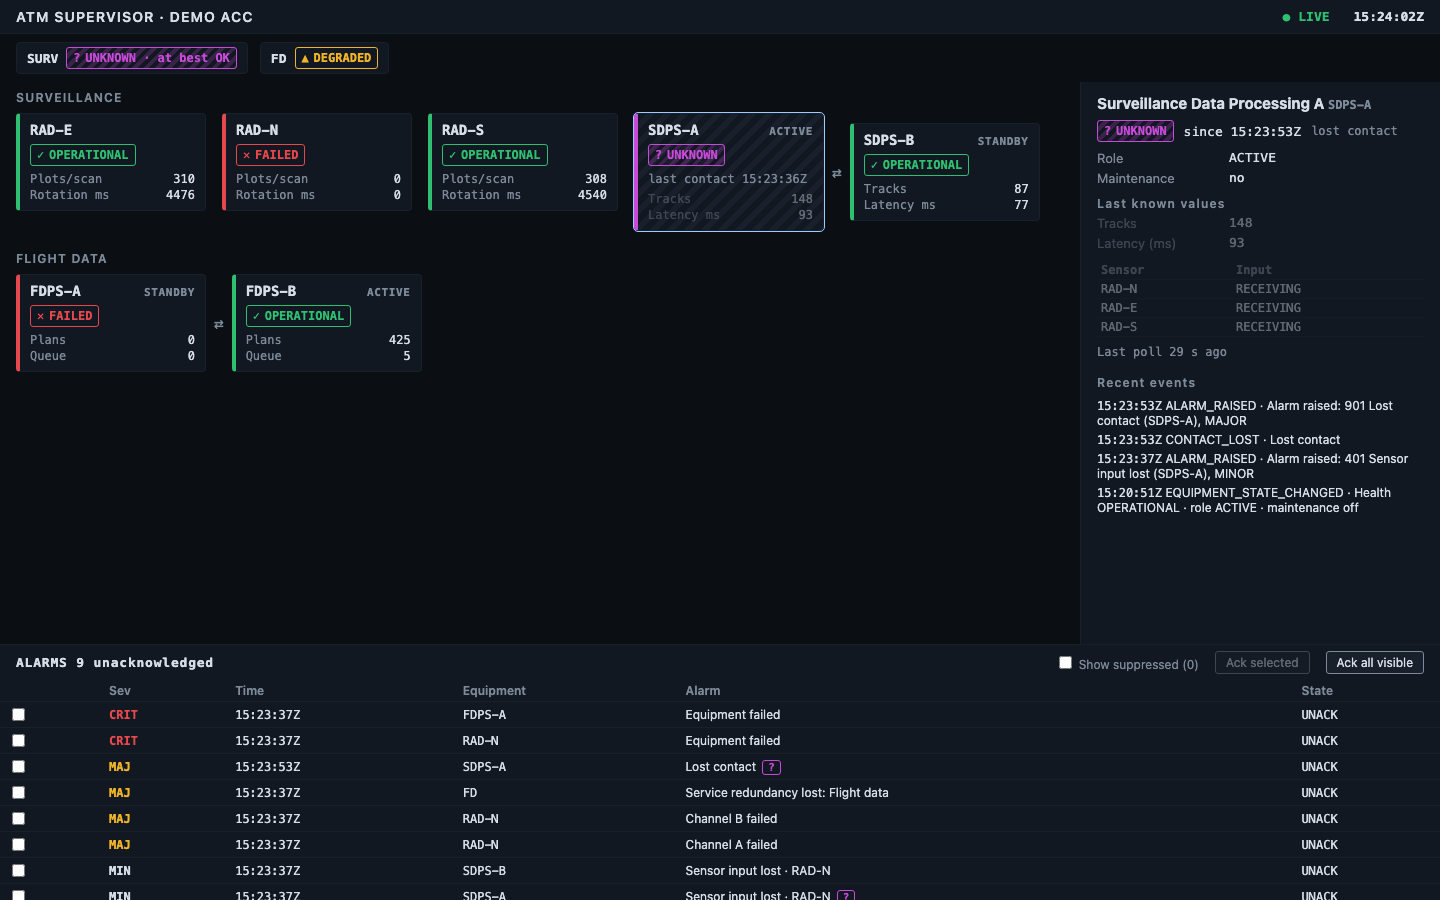 ATM SUPERVISOR · DEMO ACC
● LIVE 15:24:02Z
SURV ? UNKNOWN · at best OK FD ▲ DEGRADED
SURVEILLANCE
RAD-E
✓ OPERATIONAL
Plots/scan 310
Rotation ms 4476
RAD-N
✕ FAILED
Plots/scan 0
Rotation ms 0
RAD-S
✓ OPERATIONAL
Plots/scan 308
Rotation ms 4540
SDPS-A ACTIVE
? UNKNOWN
last contact 15:23:36Z
Tracks 148
Latency ms 93
⇄
SDPS-B STANDBY
✓ OPERATIONAL
Tracks 87
Latency ms 77
FLIGHT DATA
FDPS-A STANDBY
✕ FAILED
Plans 0
Queue 0
⇄
FDPS-B ACTIVE
✓ OPERATIONAL
Plans 425
Queue 5
Surveillance Data Processing A SDPS-A
? UNKNOWN since 15:23:53Z lost contact
Role ACTIVE
Maintenance no
Last known values
Tracks 148
Latency (ms) 93
Sensor Input
RAD-N RECEIVING
RAD-E RECEIVING
RAD-S RECEIVING
Last poll 29 s ago
Recent events
15:23:53Z ALARM_RAISED · Alarm raised: 901 Lost
contact (SDPS-A), MAJOR
15:23:53Z CONTACT_LOST · Lost contact
15:23:37Z ALARM_RAISED · Alarm raised: 401 Sensor
input lost (SDPS-A), MINOR
15:20:51Z EQUIPMENT_STATE_CHANGED · Health
OPERATIONAL · role ACTIVE · maintenance off
ALARMS 9 unacknowledged
Show suppressed (0) Ack selected Ack all visible
Sev Time Equipment Alarm State
CRIT 15:23:37Z FDPS-A Equipment failed UNACK
CRIT 15:23:37Z RAD-N Equipment failed UNACK
MAJ 15:23:53Z SDPS-A Lost contact ? UNACK
MAJ 15:23:37Z FD Service redundancy lost: Flight data UNACK
MAJ 15:23:37Z RAD-N Channel B failed UNACK
MAJ 15:23:37Z RAD-N Channel A failed UNACK
MIN 15:23:37Z SDPS-B Sensor input lost · RAD-N UNACK
MIN 15:23:37Z SDPS-A Sensor input lost · RAD-N ? UNACK